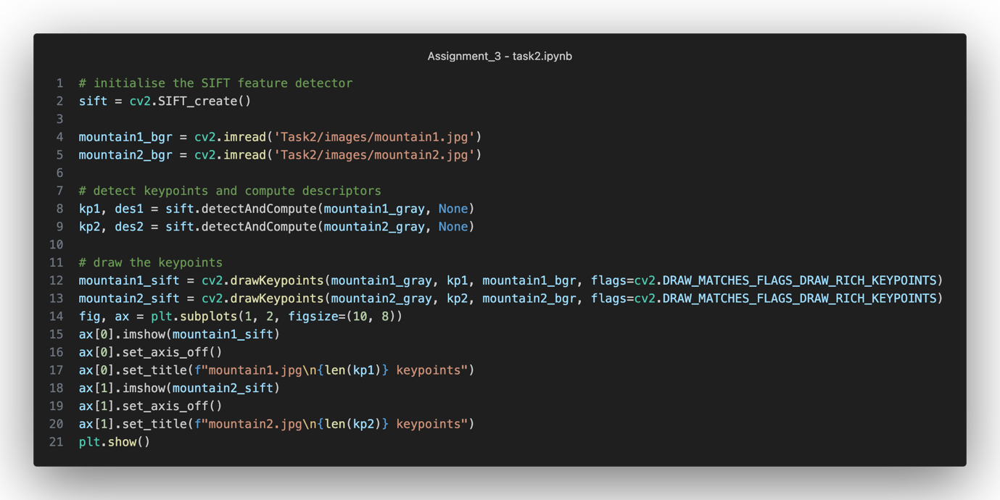 Assignment_3 - task2.ipynb
1 # initialise the SIFT feature detector
2 sift = cv2.SIFT_create()
3
4 mountain1_bgr = cv2.imread('Task2/images/mountain1.jpg')
5 mountain2_bgr = cv2.imread('Task2/images/mountain2.jpg')
6
7 # detect keypoints and compute descriptors
8 kp1, des1 = sift.detectAndCompute(mountain1_gray, None)
9 kp2, des2 = sift.detectAndCompute(mountain2_gray, None)
10
11 # draw the keypoints
12 mountain1_sift = cv2.drawKeypoints(mountain1_gray, kp1, mountain1_bgr, flags=cv2.DRAW_MATCHES_FLAGS_DRAW_RICH_KEYPOINTS)
13 mountain2_sift = cv2.drawKeypoints(mountain2_gray, kp2, mountain2_bgr, flags=cv2.DRAW_MATCHES_FLAGS_DRAW_RICH_KEYPOINTS)
14 fig, ax = plt.subplots(1, 2, figsize=(10, 8))
15 ax[0].imshow(mountain1_sift)
16 ax[0].set_axis_off()
17 ax[0].set_title(f"mountain1.jpg\n{len(kp1)} keypoints")
18 ax[1].imshow(mountain2_sift)
19 ax[1].set_axis_off()
20 ax[1].set_title(f"mountain2.jpg\n{len(kp2)} keypoints")
21 plt.show()